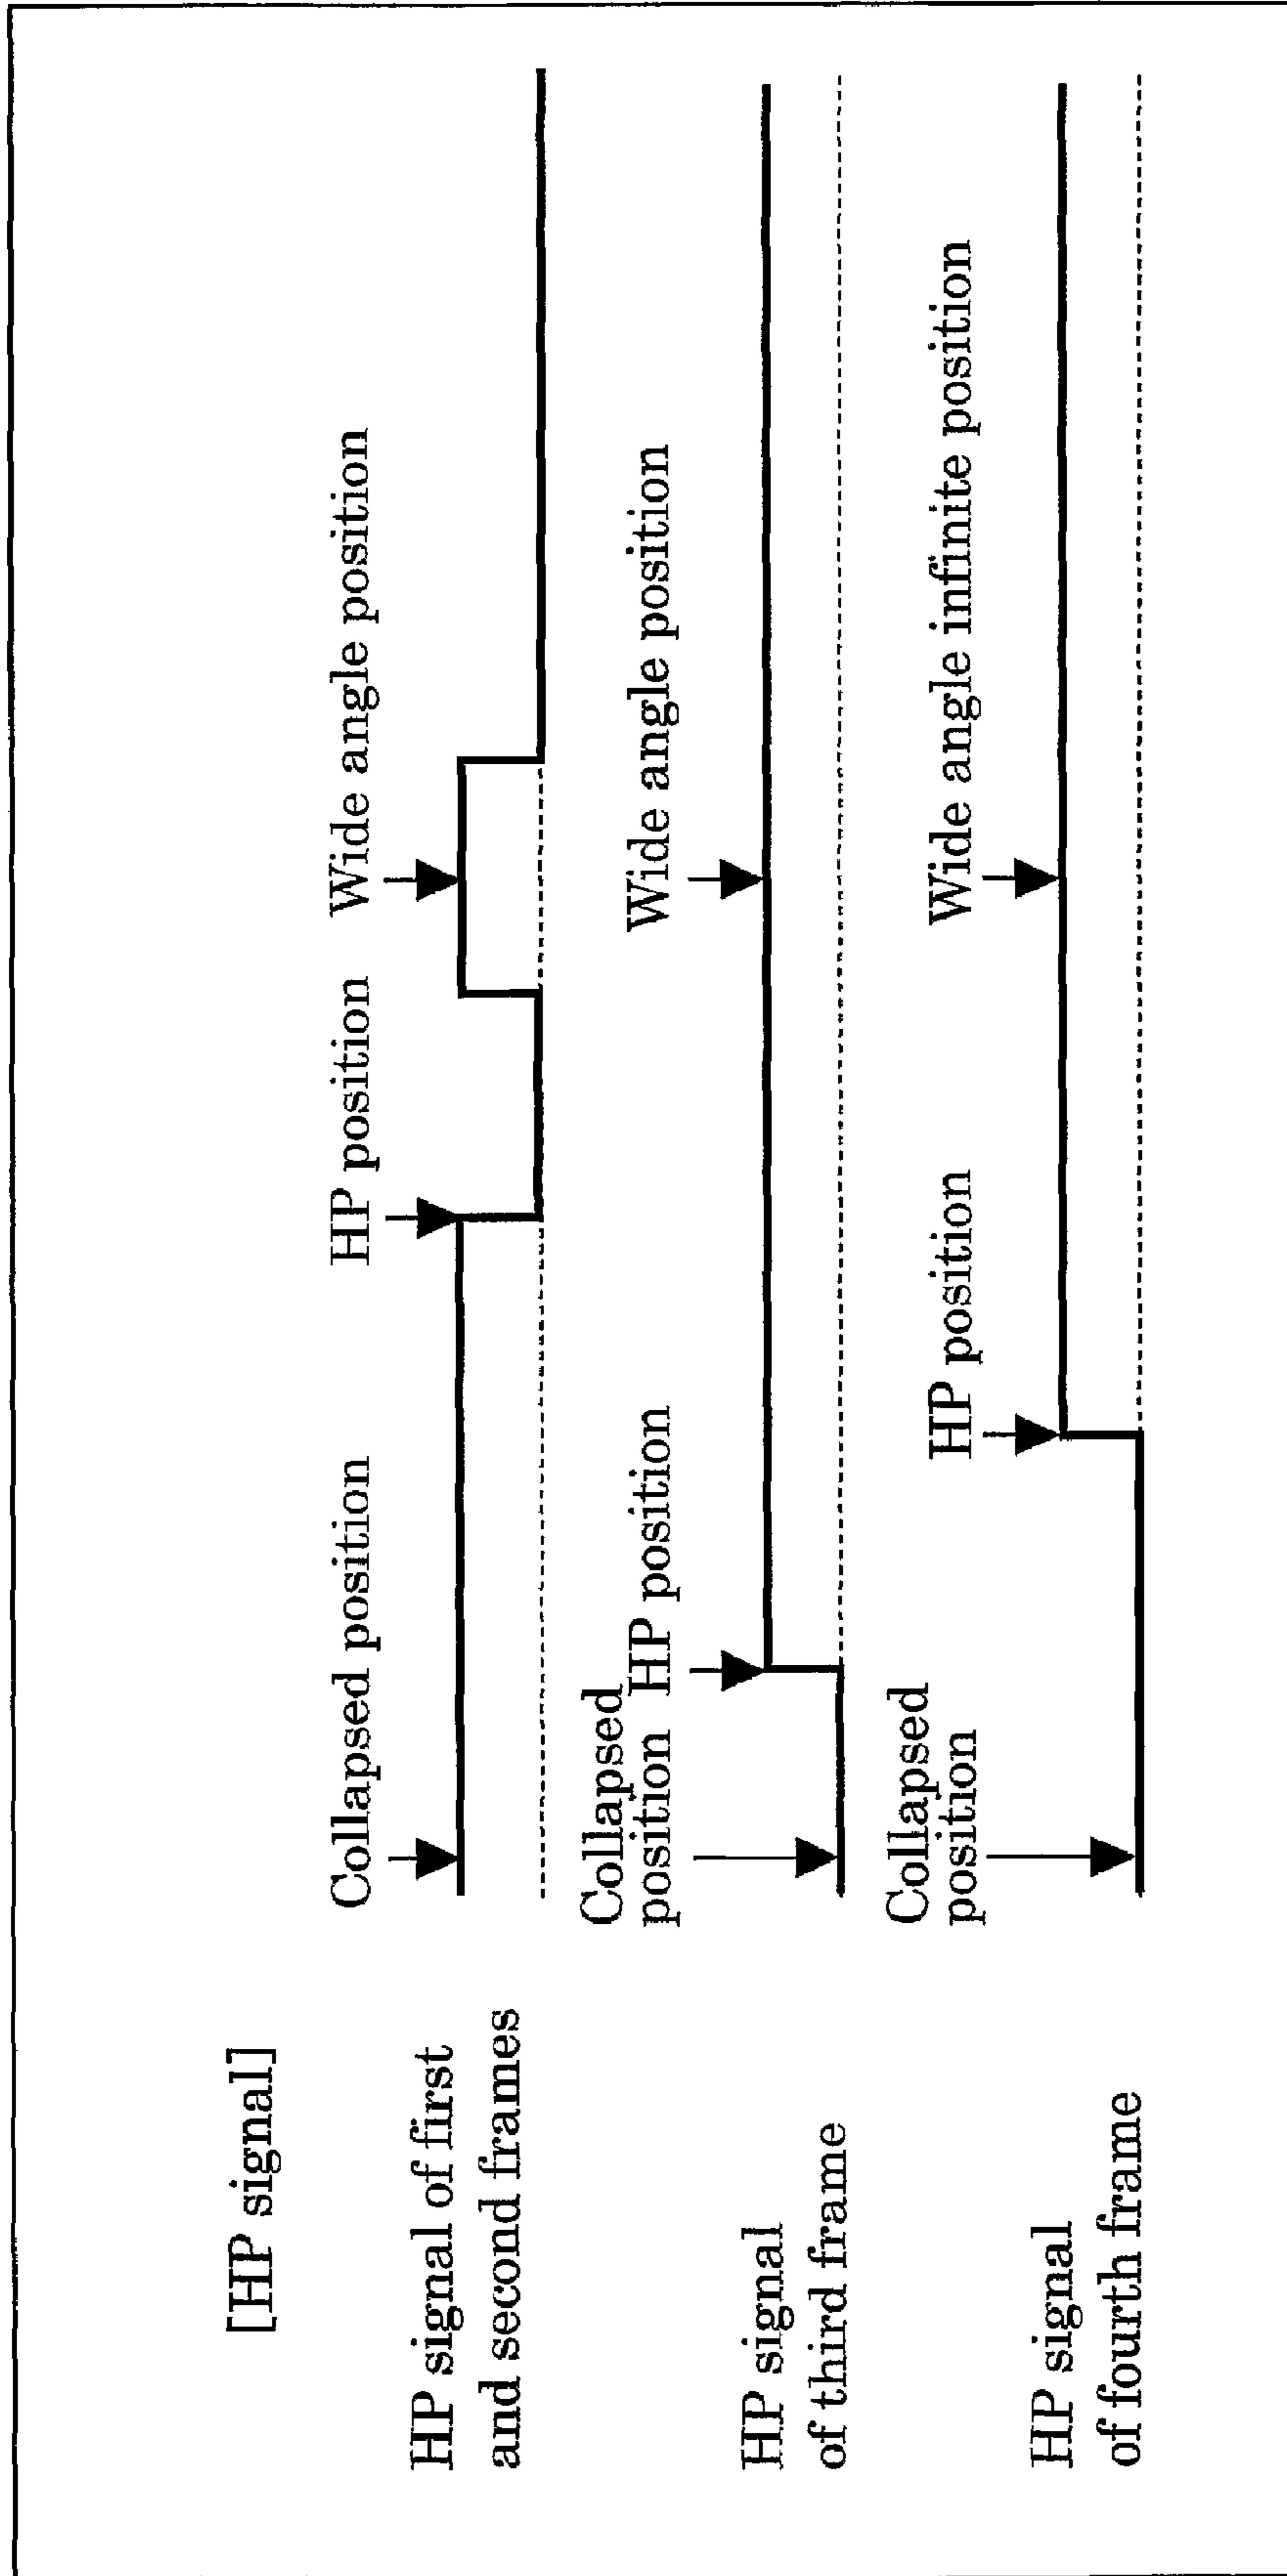 [HP signal]
Collapsed position
HP position
Wide angle position
HP signal of first
and second frames
Collapsed
position
HP position
Wide angle position
HP signal
of third frame
Collapsed
position
HP position
Wide angle infinite position
HP signal
of fourth frame